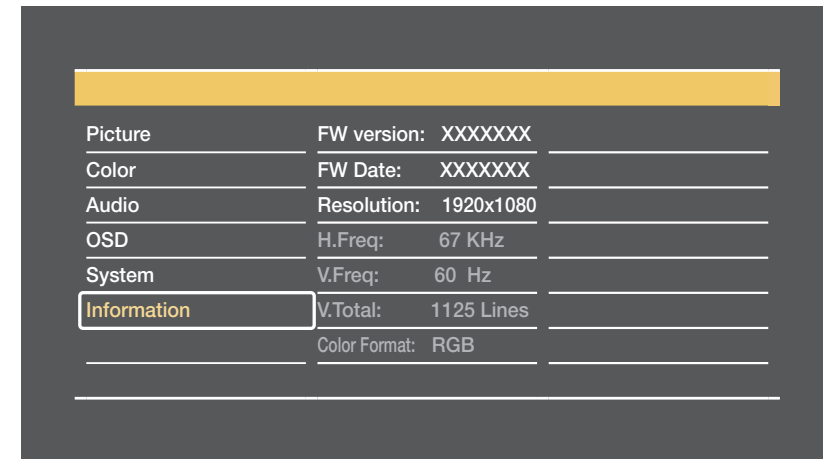 Picture FW version: XXXXXXX
Color FW Date: XXXXXXX
Audio Resolution: 1920x1080
OSD H.Freq: 67 KHz
System V.Freq: 60 Hz
Information V.Total: 1125 Lines
Color Format: RGB